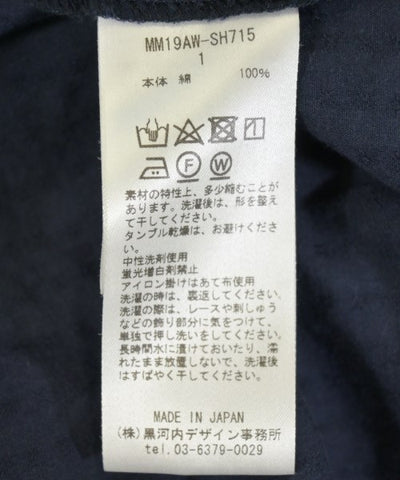 MM19AW-SH715
1
本体 綿 100%
素材の特性上、多少縮むことが
あります。洗濯後は、形を整え
て干してください。
タンブル乾燥は、お避けください。
中性洗剤使用
蛍光増白剤禁止
アイロン掛けはあて布使用
洗濯の時は、裏返してください。
洗濯の際は、レースや刺しゅう
などの飾り部分に気をつけて、
単独で押し洗いをしてください。
長時間水に漬けておいたり、濡
れたまま放置しないで、洗濯後
はすばやく干してください。
MADE IN JAPAN
(株)黒河内デザイン事務所
tel.03-6379-0029